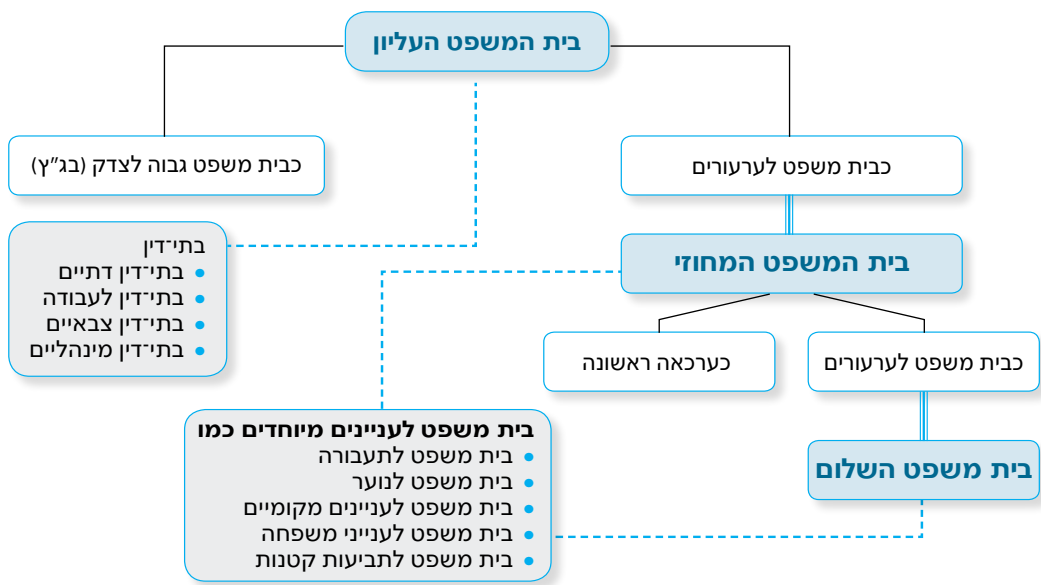 בית המשפט העליון
כבית משפט לערעורים
כבית משפט גבוה לצדק (בג"ץ)
בית המשפט המחוזי
בתי־דין
• בתי־דין דתיים
• בתי־דין לעבודה
• בתי־דין צבאיים
• בתי־דין מינהליים
כבית משפט לערעורים
כערכאה ראשונה
בית משפט השלום
בית משפט לעניינים מיוחדים כמו
• בית משפט לתעבורה
• בית משפט לנוער
• בית משפט לעניינים מקומיים
• בית משפט לענייני משפחה
• בית משפט לתביעות קטנות